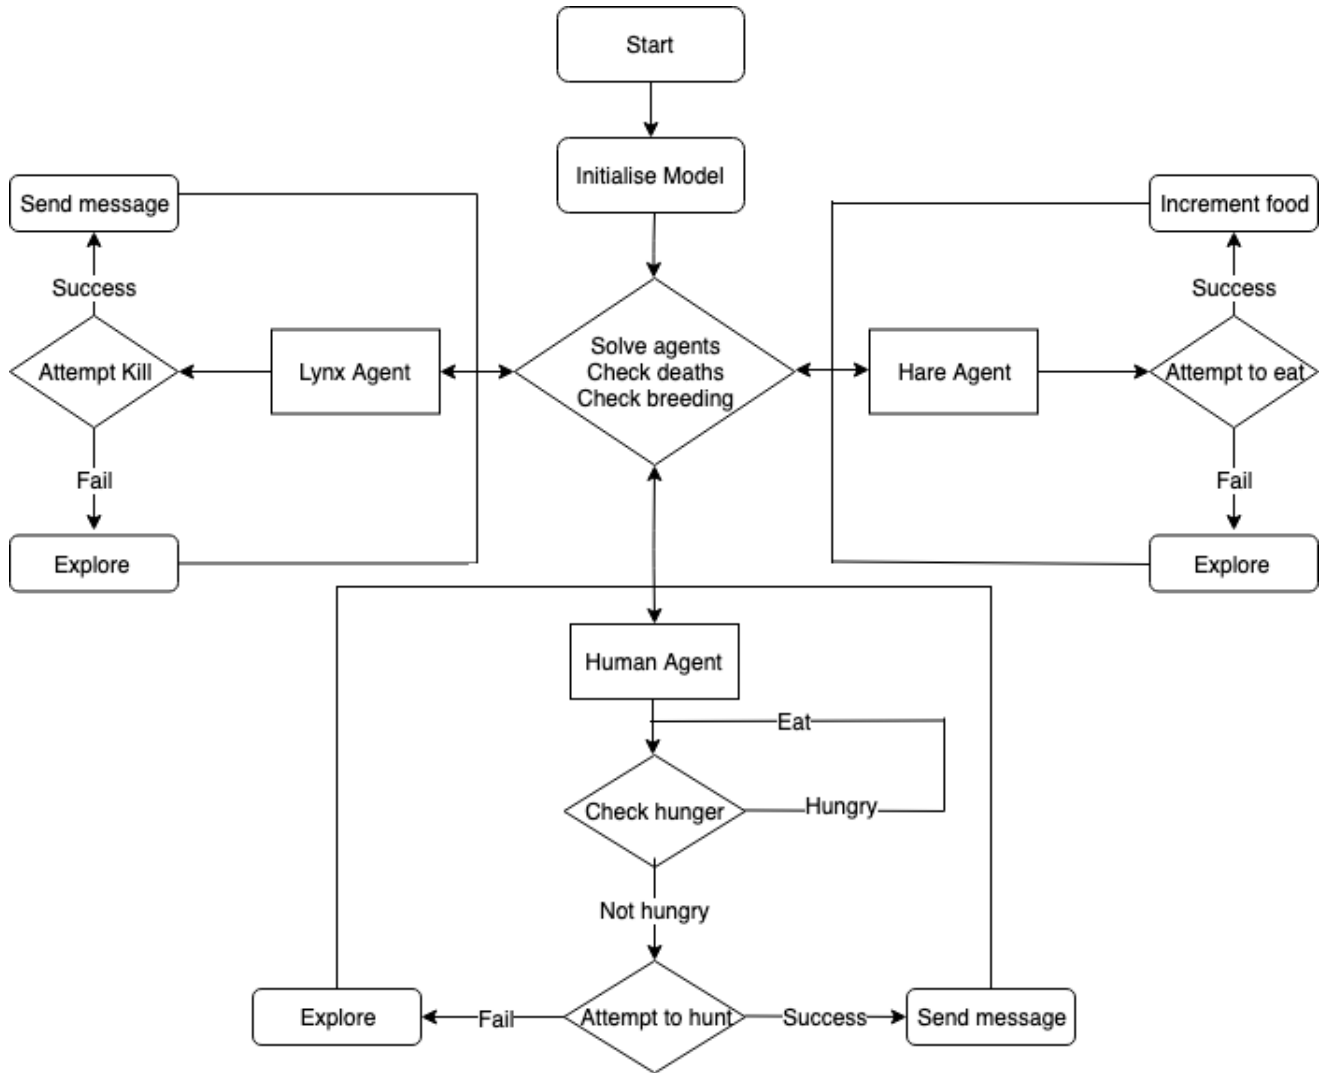 Start
Initialise Model
Send message
Increment food
Success
Success
Solve agents
Check deaths
Check breeding
Attempt Kill
Lynx Agent
Hare Agent
Attempt to eat
Fail
Fail
Explore
Explore
Human Agent
Eat
Check hunger
Hungry
Not hungry
Explore
Fail
Attempt to hunt
Success
Send message